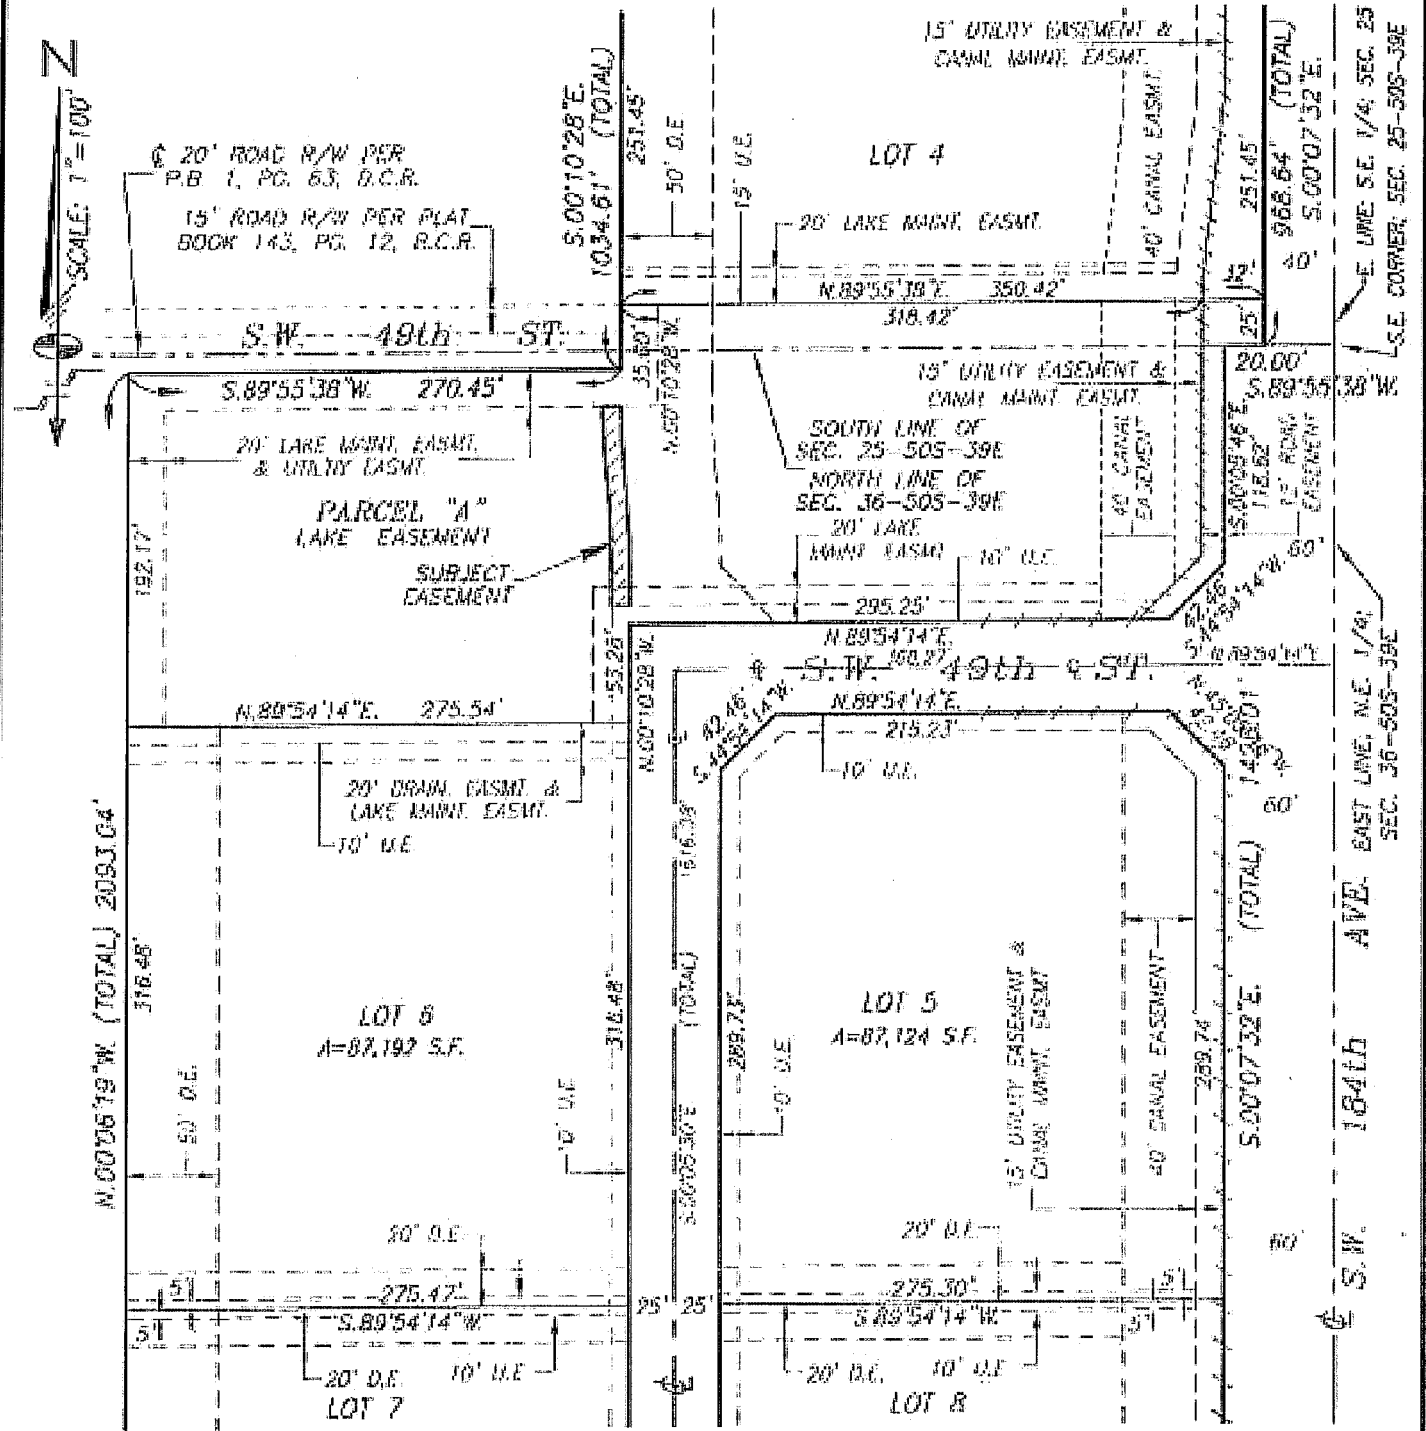 N
SCALE: 1"=100'
℄ 20' ROAD R/W PER
P.B. 1, PG. 63, D.C.R.
15' ROAD R/W PER PLAT
BOOK 143, PG. 12, B.C.R.
S.00°10'28"E.
1034.61' (TOTAL)
251.45'
50' D.E.
15' U.E.
15' UTILITY EASEMENT &
CANAL MAINT. EASMT.
LOT 4
40' CANAL EASMT.
20' LAKE MAINT. EASMT.
251.45'
968.64' (TOTAL)
S.00°07'32"E.
40'
E. LINE, S.E. 1/4, SEC. 25
S.E. CORNER, SEC. 25-50S-39E
N.89°55'38"E. 350.42'
318.42'
25'
S.W. 49th ST.
S.89°55'38"W. 270.45'
N.00°10'28"W.
20.00'
S.89°55'38"W.
15' UTILITY EASEMENT &
CANAL MAINT. EASMT.
20' LAKE MAINT. EASMT.
& UTILITY EASMT.
SOUTH LINE OF
SEC. 25-50S-39E
NORTH LINE OF
SEC. 36-50S-39E
40' CANAL
EASEMENT
118.62'
ROAD
EASEMENT
PARCEL "A"
LAKE EASEMENT
192.17'
SUBJECT
EASEMENT
20' LAKE
MAINT. EASMT.
10' U.E.
60'
295.25'
N.89°54'14"E.
53.26'
N.00°10'28"W.
S.W. 49th ST.
N.89°54'14"E
N.89°54'14"E.
215.23'
42.46'
S.44°54'14"W.
10' U.E.
N.89°54'14"E. 275.54'
20' DRAIN. EASMT. &
LAKE MAINT. EASMT.
10' U.E.
60'
EAST LINE, N.E. 1/4,
SEC. 36-50S-39E
N.00°06'19"W. (TOTAL) 2093.04'
316.48'
LOT 6
A=87,192 S.F.
316.48'
(TOTAL)
289.73'
LOT 5
A=87,124 S.F.
15' UTILITY EASEMENT &
CANAL MAINT. EASMT.
40' CANAL EASEMENT
289.74
S.00°07'32"E. (TOTAL)
S.W. 184th AVE.
50' D.E.
10' U.E.
10' U.E.
60'
20' D.E.
20' D.E.
5'
275.47'
S.89°54'14"W.
5'
25' 25'
275.30'
S.89°54'14"W.
5'
5'
20' D.E.
10' U.E.
20' D.E.
10' U.E.
LOT 7
LOT 8